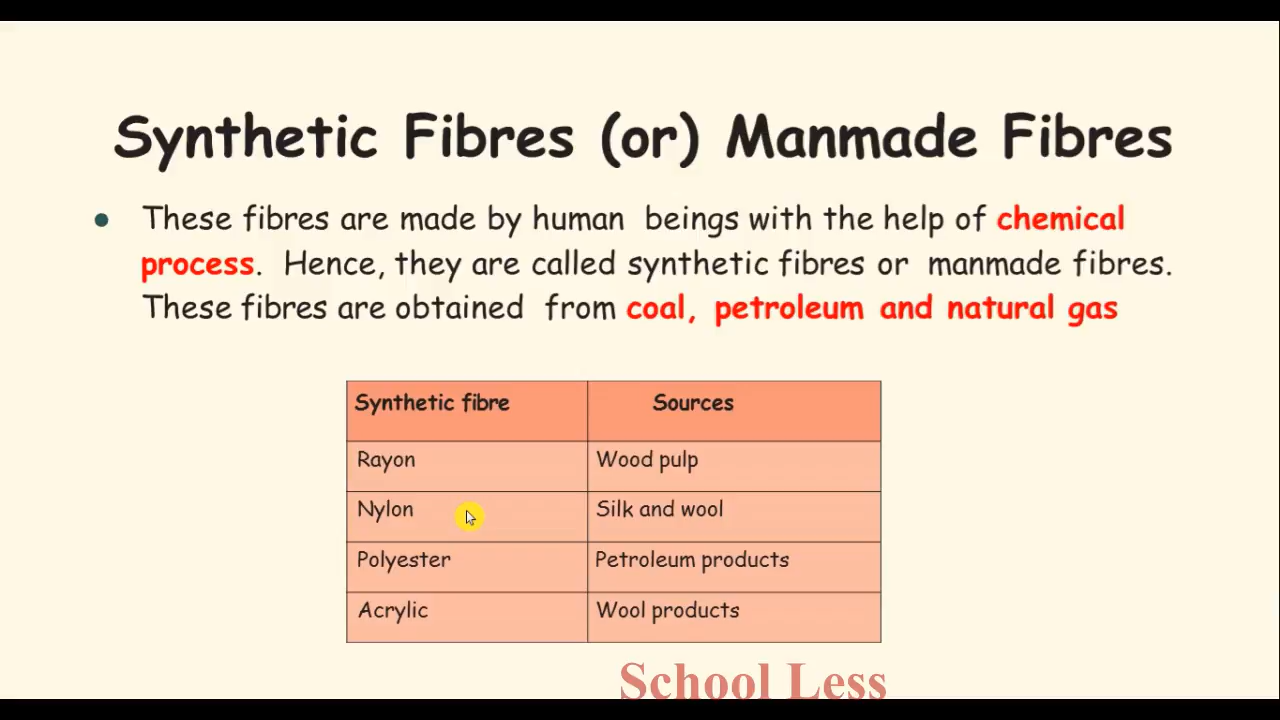 Synthetic Fibres (or) Manmade Fibres
• These fibres are made by human beings with the help of chemical
process. Hence, they are called synthetic fibres or manmade fibres.
These fibres are obtained from coal, petroleum and natural gas
Synthetic fibre Sources
Rayon Wood pulp
Nylon Silk and wool
Polyester Petroleum products
Acrylic Wool products
School Less